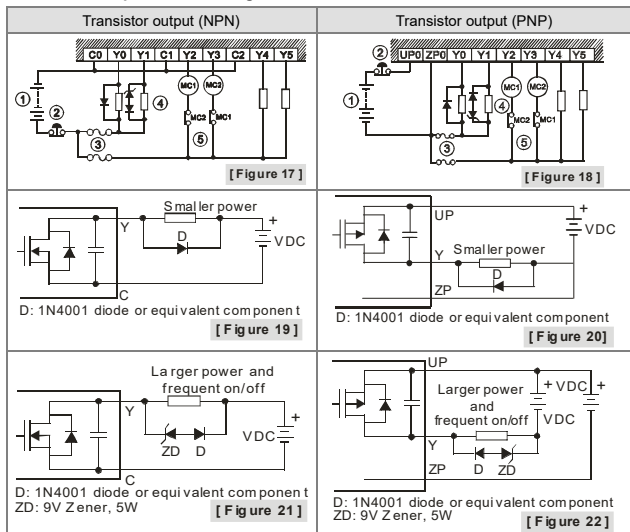 Transistor output (NPN)
Transistor output (PNP)
C0 Y0 Y1 C1 Y2 Y3 C2 Y4 Y5
MC1 MC2
① ② ③ ④ ⑤
MC2 MC1
[ Figure 17 ]
UP0 ZP0 Y0 Y1 Y2 Y3 Y4 Y5
MC1 MC2
① ② ③ ④ ⑤
MC2 MC1
[ Figure 18 ]
Smaller power
Y
D
+
VDC
C
D: 1N4001 diode or equivalent component
[ Figure 19 ]
UP
+
VDC
Smaller power
Y
D
ZP
D: 1N4001 diode or equivalent component
[ Figure 20]
Larger power and
frequent on/off
Y
+
VDC
ZD D
C
D: 1N4001 diode or equivalent component
ZD: 9V Zener, 5W
[ Figure 21 ]
UP
Larger power
and
frequent on/off
+ VDC +
VDC
Y
D ZD
ZP
D: 1N4001 diode or equivalent component
ZD: 9V Zener, 5W
[ Figure 22 ]